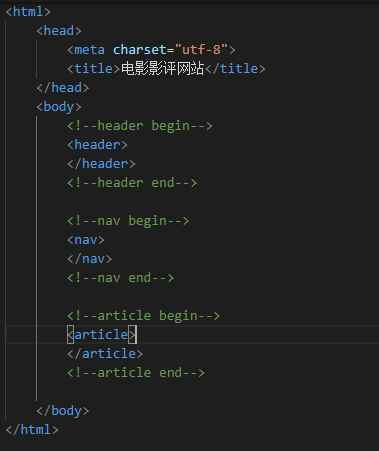 <html>
<head>
<meta charset="utf-8">
<title>电影影评网站</title>
</head>
<body>
<!--header begin-->
<header>
</header>
<!--header end-->
<!--nav begin-->
<nav>
</nav>
<!--nav end-->
<!--article begin-->
<article>
</article>
<!--article end-->
</body>
</html>